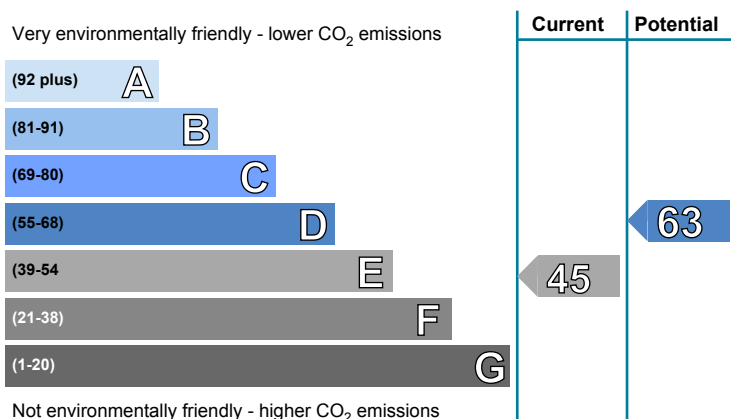 Very environmentally friendly - lower CO2 emissions
Current
Potential
(92 plus) A
(81-91) B
(69-80) C
(55-68) D
63
(39-54 E
45
(21-38) F
(1-20) G
Not environmentally friendly - higher CO2 emissions